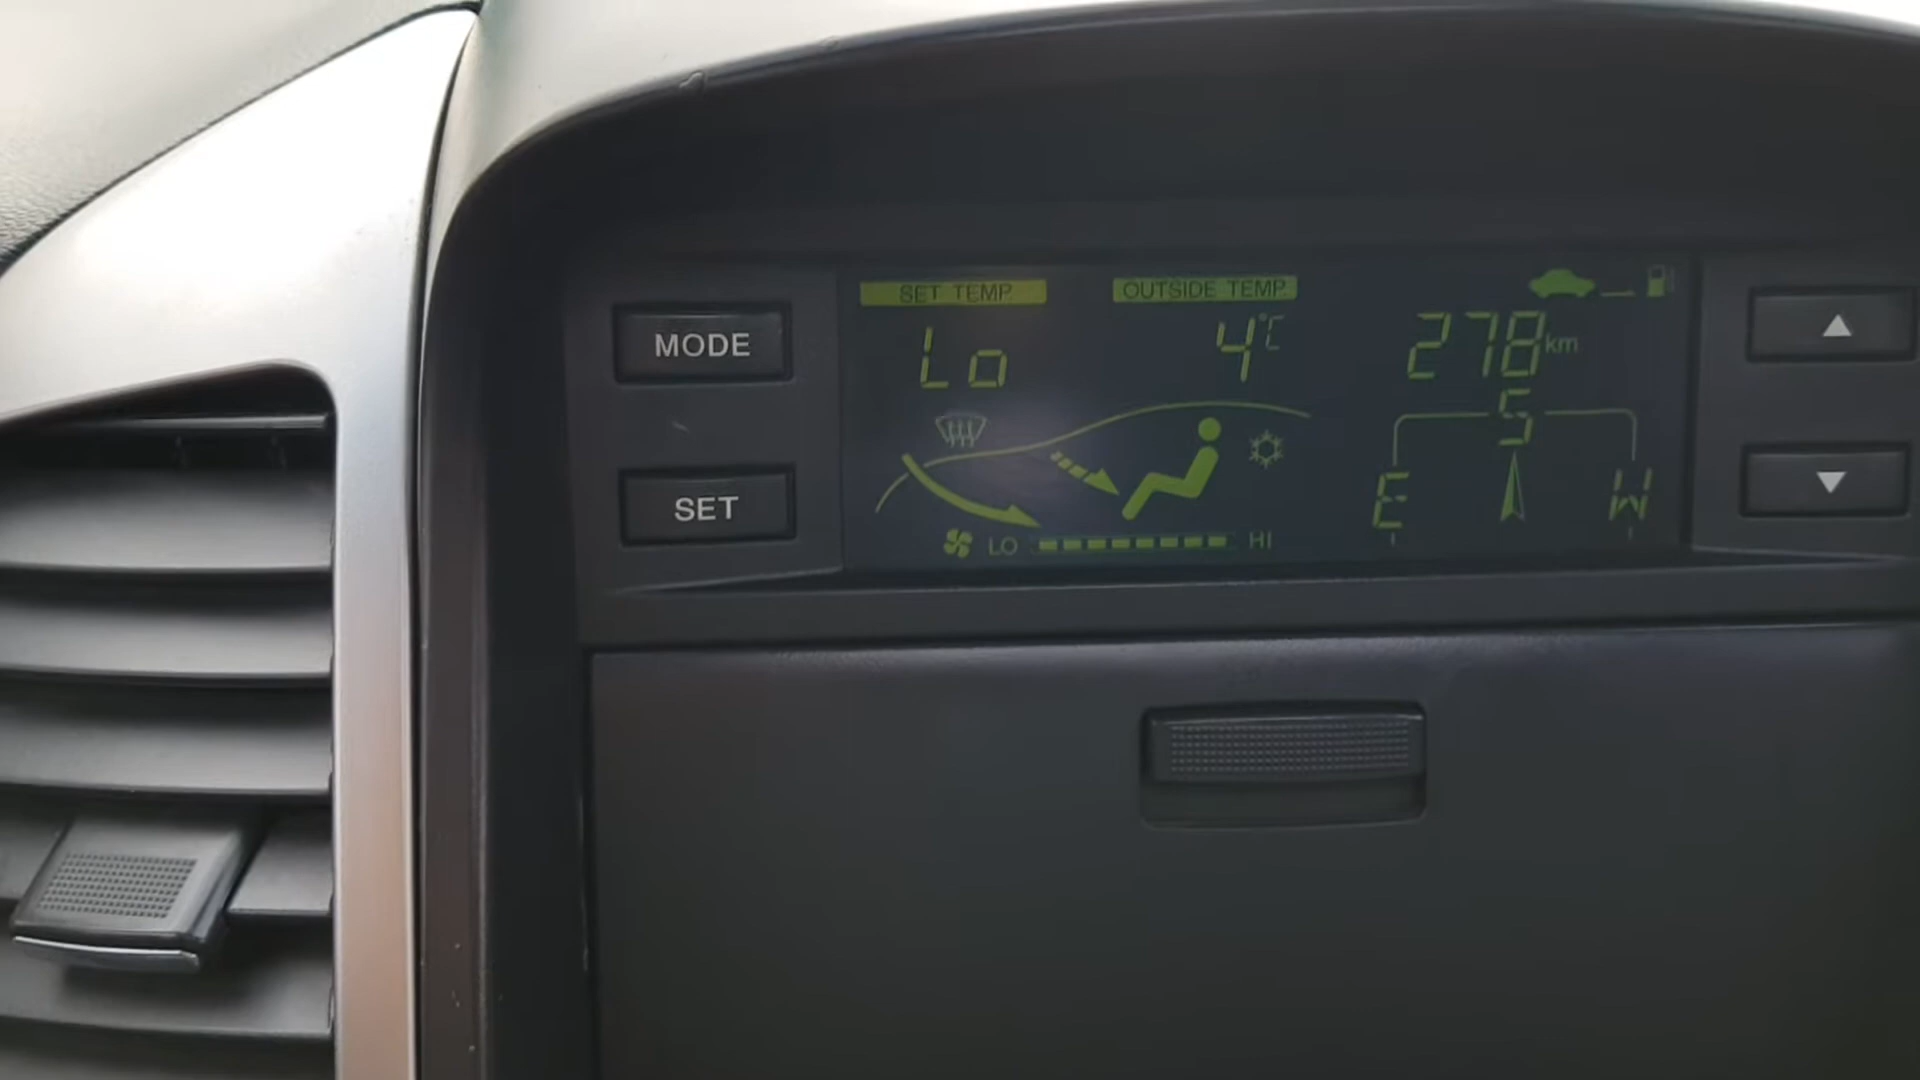 MODE
SET
SET TEMP.
Lo
OUTSIDE TEMP.
4°C
278km
S
E
W
LO
HI